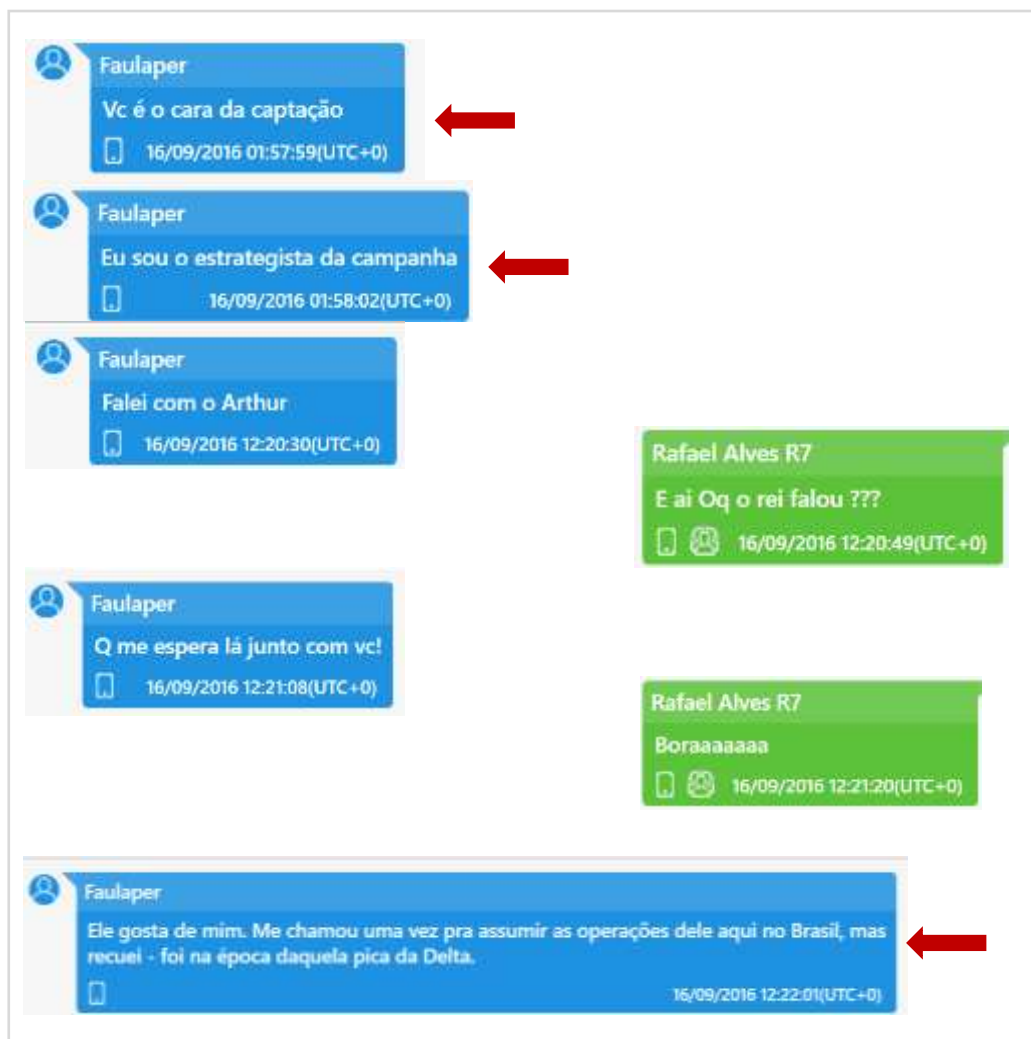 Faulaper
Vc é o cara da captação
16/09/2016 01:57:59(UTC+0)
Faulaper
Eu sou o estrategista da campanha
16/09/2016 01:58:02(UTC+0)
Faulaper
Falei com o Arthur
16/09/2016 12:20:30(UTC+0)
Rafael Alves R7
E ai Oq o rei falou ???
16/09/2016 12:20:49(UTC+0)
Faulaper
Q me espera lá junto com vc!
16/09/2016 12:21:08(UTC+0)
Rafael Alves R7
Boraaaaaaa
16/09/2016 12:21:20(UTC+0)
Faulaper
Ele gosta de mim. Me chamou uma vez pra assumir as operações dele aqui no Brasil, mas
recuei - foi na época daquela pica da Delta.
16/09/2016 12:22:01(UTC+0)